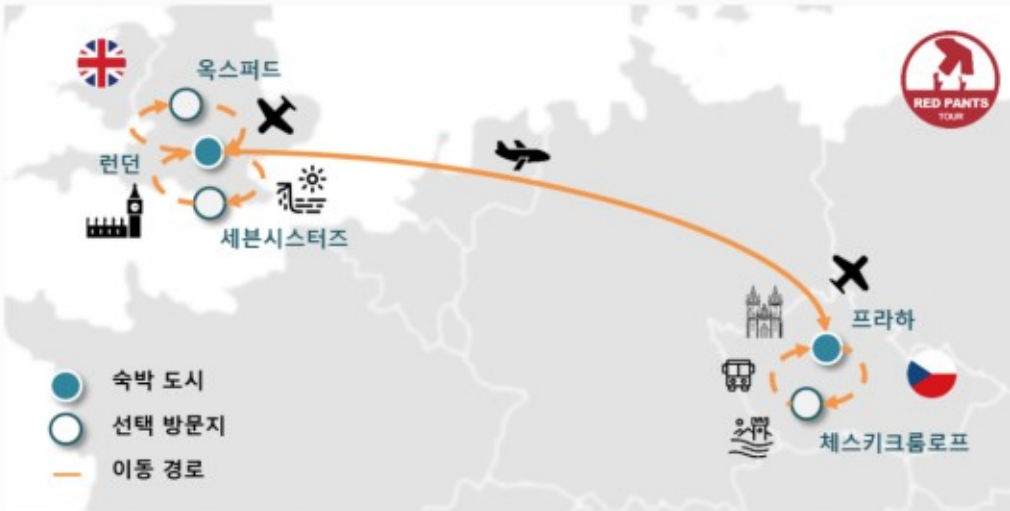 옥스퍼드
RED PANTS
TOUR
런던
세븐시스터즈
프라하
체스키크룸로프
숙박 도시
선택 방문지
이동 경로